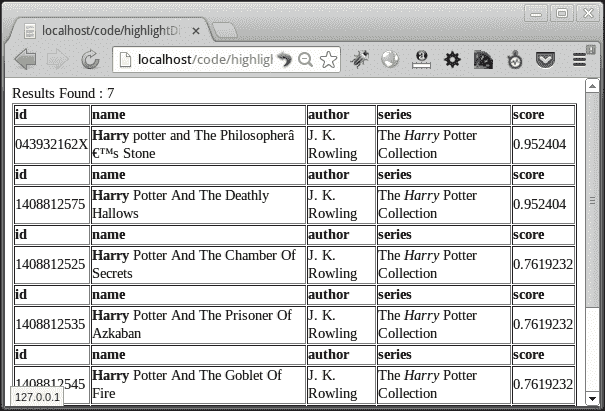 localhost/code/highlightDi
localhost/code/highligl
Results Found : 7
id name author series score
043932162X Harry potter and The Philosopherâ J. K. The Harry Potter 0.952404
€™s Stone Rowling Collection
id name author series score
1408812575 Harry Potter And The Deathly J. K. The Harry Potter 0.952404
Hallows Rowling Collection
id name author series score
1408812525 Harry Potter And The Chamber Of J. K. The Harry Potter 0.7619232
Secrets Rowling Collection
id name author series score
1408812535 Harry Potter And The Prisoner Of J. K. The Harry Potter 0.7619232
Azkaban Rowling Collection
id name author series score
1408812545 Harry Potter And The Goblet Of J. K. The Harry Potter 0.7619232
Fire Rowling Collection
127.0.0.1